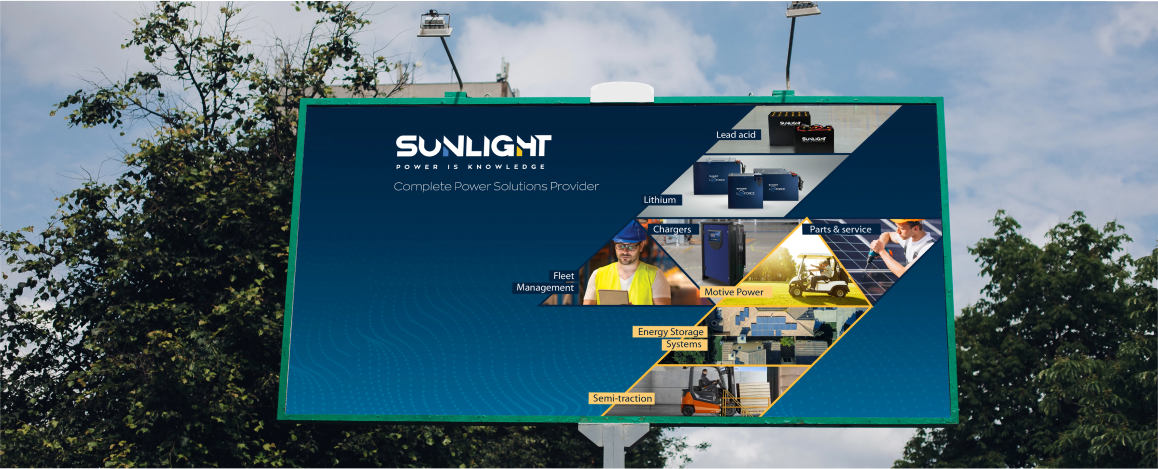 SUNLIGHT
POWER IS KNOWLEDGE
Complete Power Solutions Provider
Lead acid
SUNLIGHT
Lithium
Chargers
Parts & service
Fleet
Management
Motive Power
Energy Storage
Systems
Semi-traction